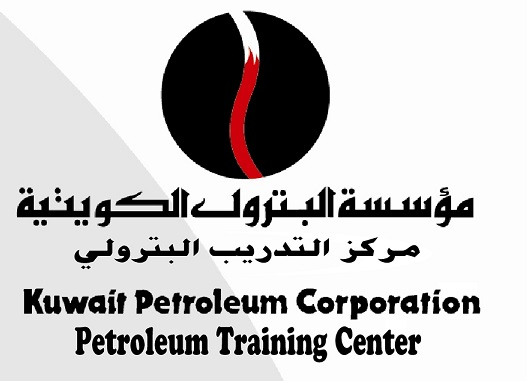 مؤسسة البترول الكويتية
مركز التدريب البترولي
Kuwait Petroleum Corporation
Petroleum Training Center